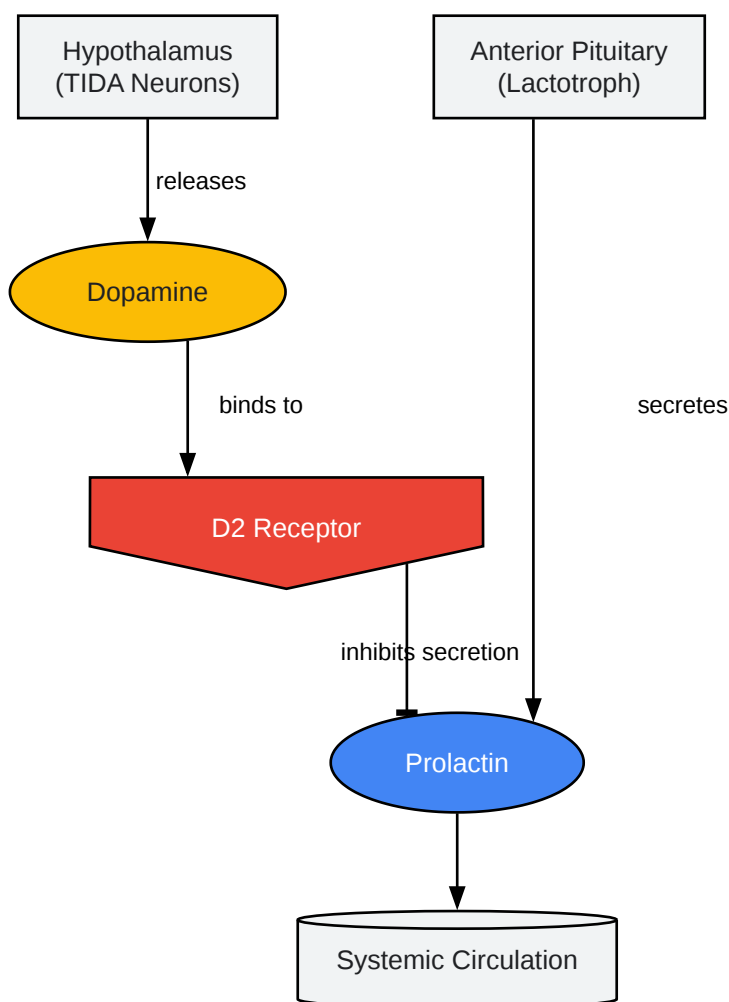 Hypothalamus
(TIDA Neurons)
Anterior Pituitary
(Lactotroph)
releases
Dopamine
binds to
secretes
D2 Receptor
inhibits secretion
Prolactin
Systemic Circulation